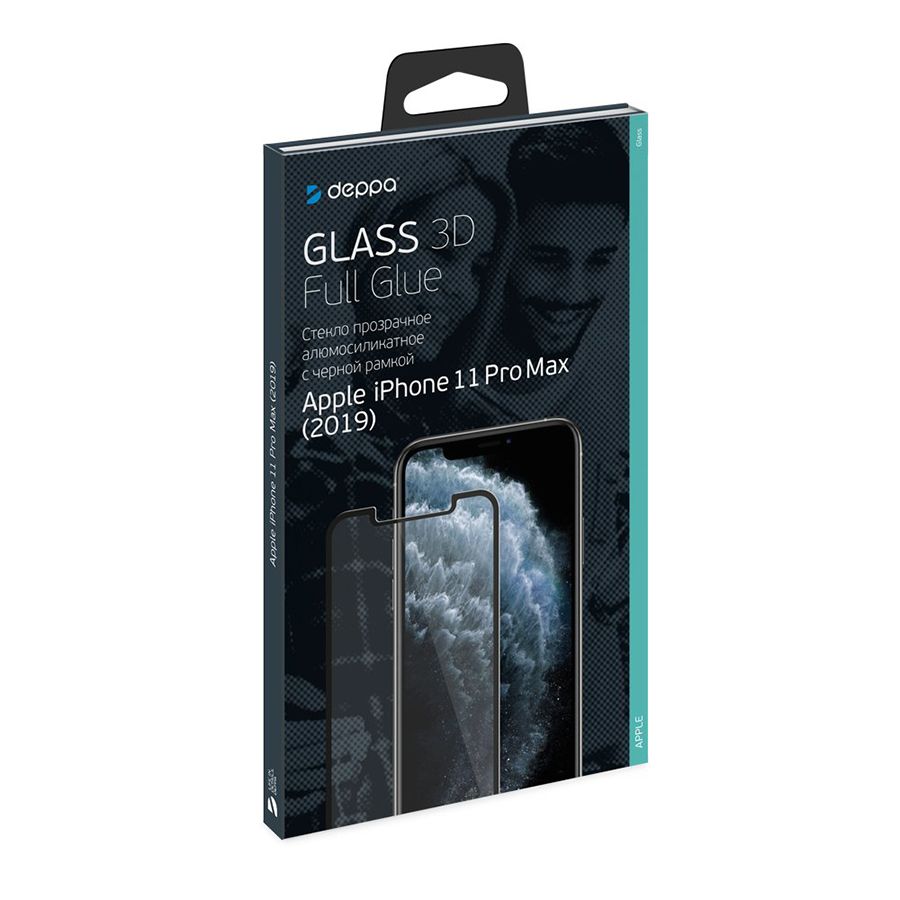 deppa
GLASS 3D
Full Glue
Стекло прозрачное
алюмосиликатное
с черной рамкой
Apple iPhone 11 Pro Max
(2019)
Apple iPhone 11 Pro Max (2019)
Glass
APPLE